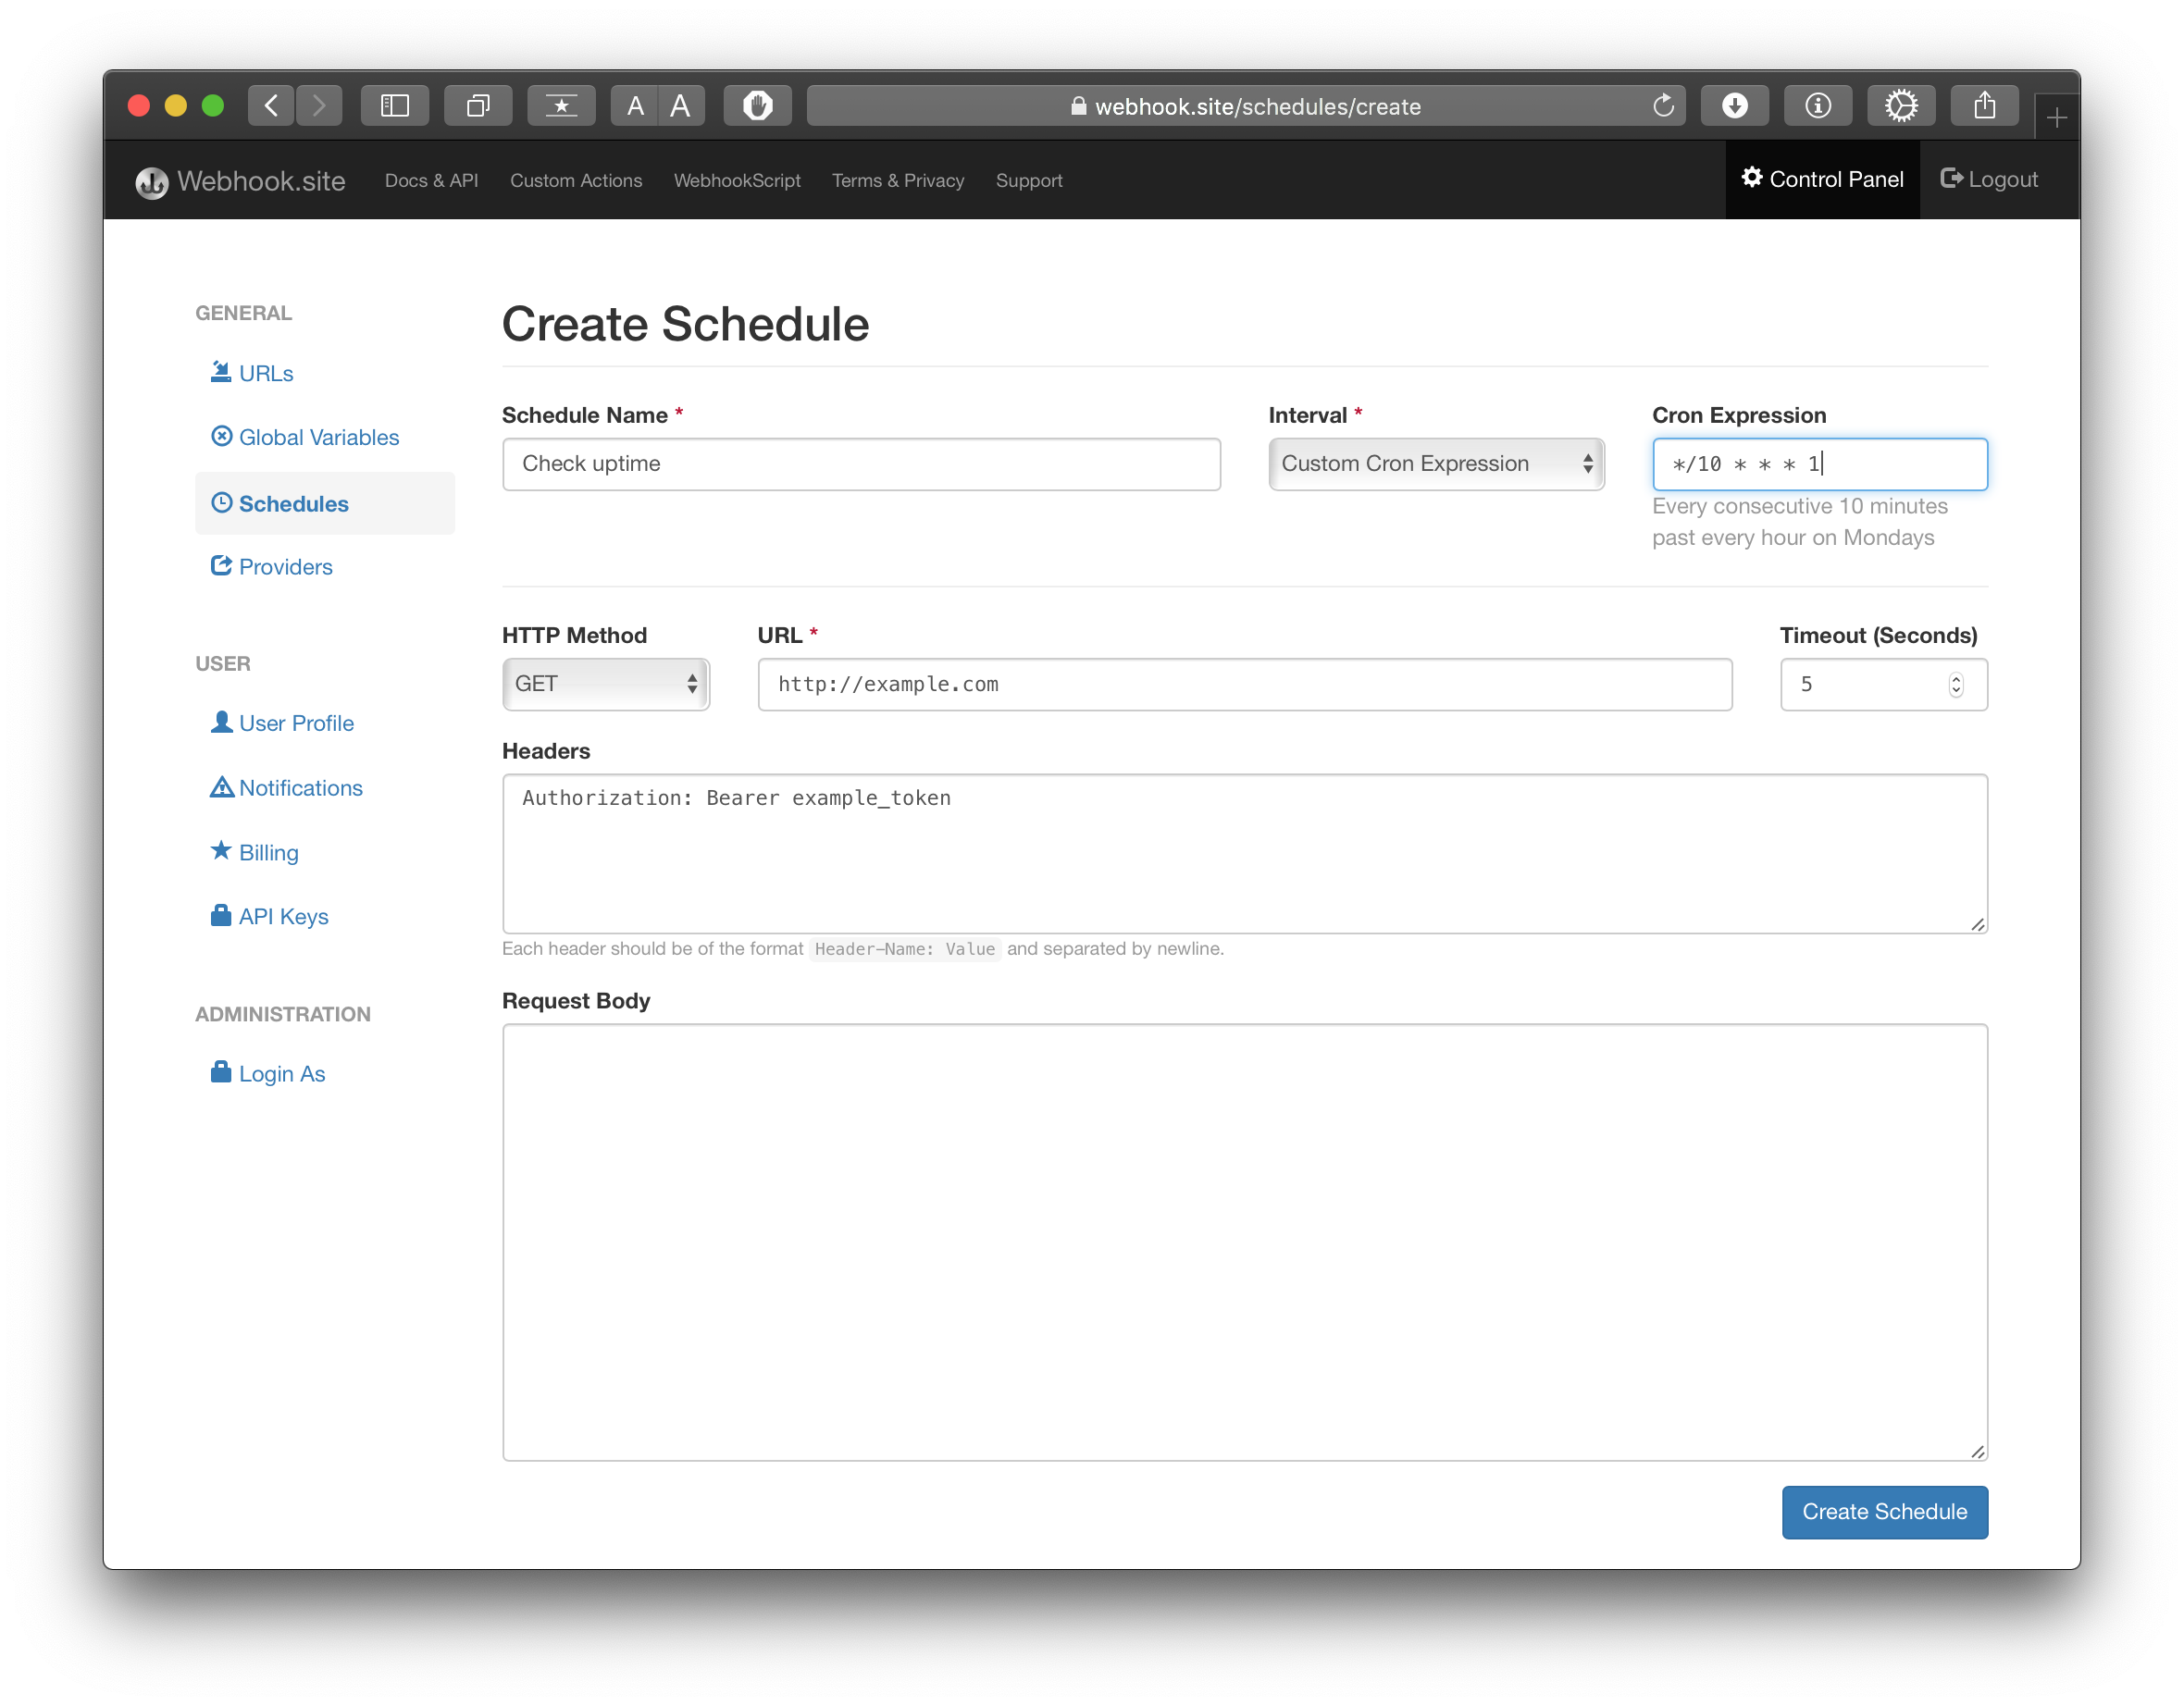 A A
webhook.site/schedules/create
Webhook.site Docs & API Custom Actions WebhookScript Terms & Privacy Support Control Panel Logout
GENERAL
URLs
Global Variables
Schedules
Providers
USER
User Profile
Notifications
Billing
API Keys
ADMINISTRATION
Login As
Create Schedule
Schedule Name *
Check uptime
Interval *
Custom Cron Expression
Cron Expression
*/10 * * * 1
Every consecutive 10 minutes
past every hour on Mondays
HTTP Method
GET
URL *
http://example.com
Timeout (Seconds)
5
Headers
Authorization: Bearer example_token
Each header should be of the format Header-Name: Value and separated by newline.
Request Body
Create Schedule